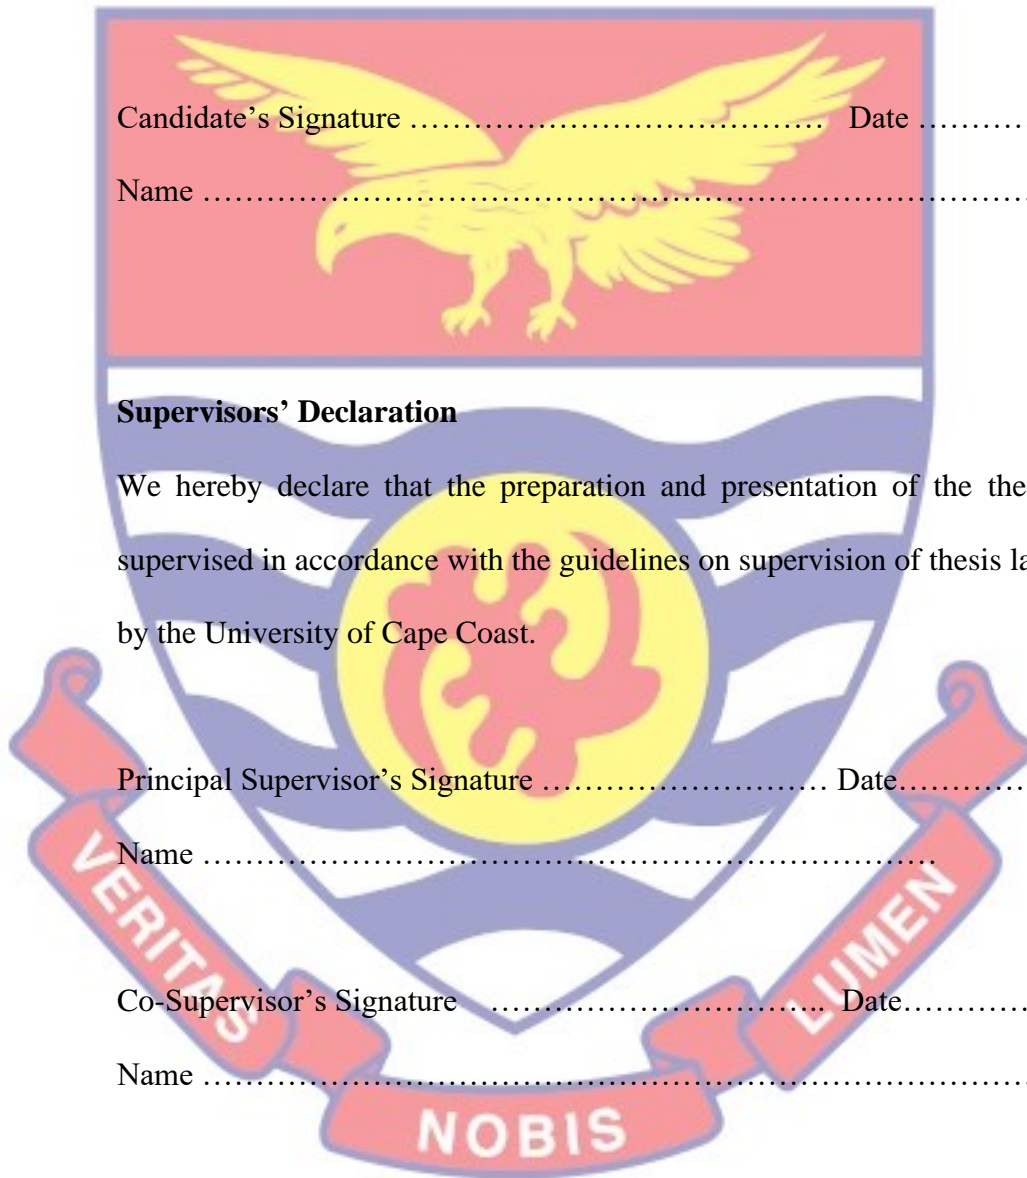 Candidate’s Signature ………………………………… Date ………
Name ……………………………………………………………………
Supervisors’ Declaration
We hereby declare that the preparation and presentation of the
supervised in accordance with the guidelines on supervision of thesis
by the University of Cape Coast.
Principal Supervisor’s Signature ……………………… Date…………
Name ……………………………………………………………
Co-Supervisor’s Signature ………………………….. Date…………
Name ……………………………………………………………………
VERITAS
NOBIS
LUMEN